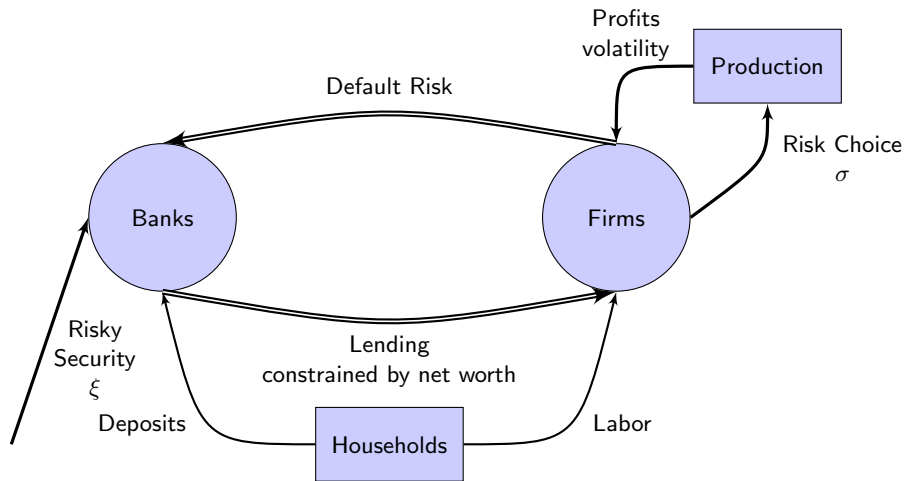 Profits
volatility
Production
Default Risk
Risk Choice
σ
Banks
Firms
Risky
Security
ξ
Lending
constrained by net worth
Deposits
Labor
Households